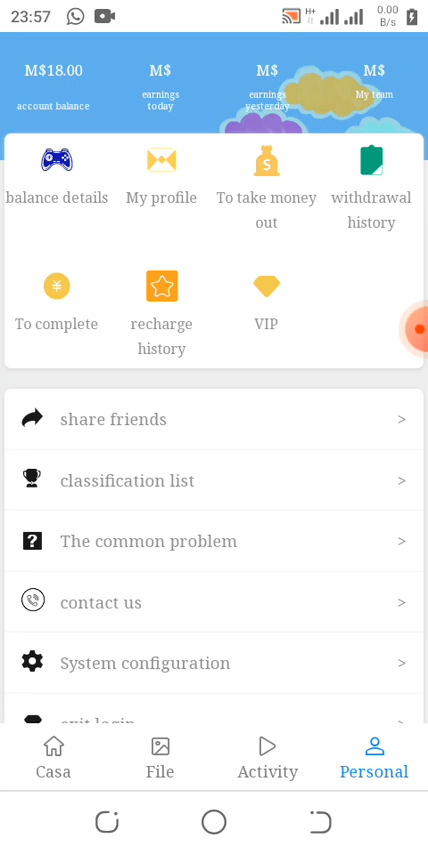 23:57
H+
0.00
B/s
M$18.00 M$ M$ M$
account balance
earnings
today
earnings
yesterday
My team
balance details My profile To take money
out
withdrawal
history
To complete recharge
history
VIP
share friends >
classification list >
The common problem >
contact us >
System configuration >
exit login >
Casa File Activity Personal